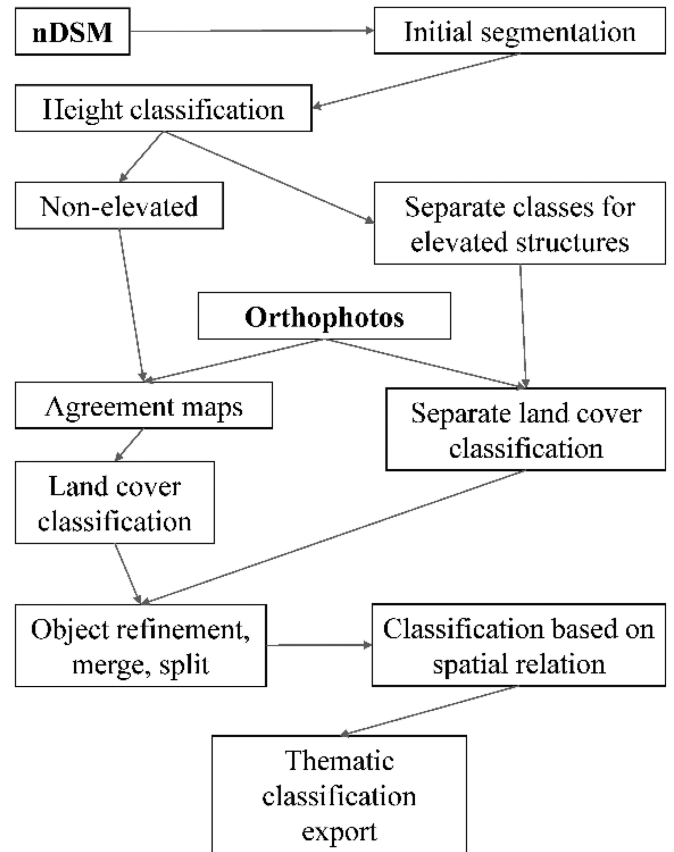 nDSM
Initial segmentation
Height classification
Non-elevated
Separate classes for
elevated structures
Orthophotos
Agreement maps
Separate land cover
classification
Land cover
classification
Object refinement,
merge, split
Classification based on
spatial relation
Thematic
classification
export